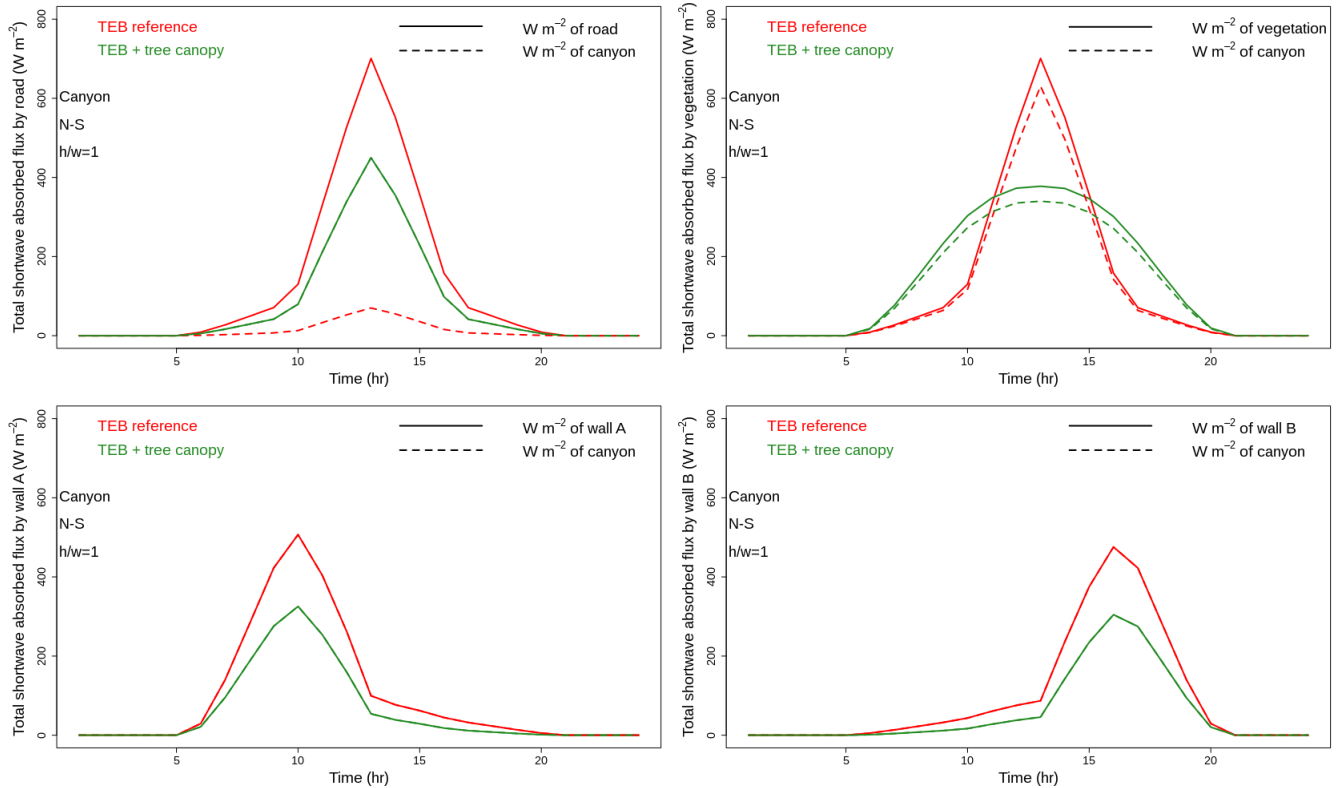 Total shortwave absorbed flux by road (W m⁻²)
800
600
400
200
0
TEB reference
TEB + tree canopy
W m⁻² of road
W m⁻² of canyon
Canyon
N-S
h/w=1
5 10 15 20
Time (hr)
Total shortwave absorbed flux by vegetation (W m⁻²)
800
600
400
200
0
TEB reference
TEB + tree canopy
W m⁻² of vegetation
W m⁻² of canyon
Canyon
N-S
h/w=1
5 10 15 20
Time (hr)
Total shortwave absorbed flux by wall A (W m⁻²)
800
600
400
200
0
TEB reference
TEB + tree canopy
W m⁻² of wall A
W m⁻² of canyon
Canyon
N-S
h/w=1
5 10 15 20
Time (hr)
Total shortwave absorbed flux by wall B (W m⁻²)
800
600
400
200
0
TEB reference
TEB + tree canopy
W m⁻² of wall B
W m⁻² of canyon
Canyon
N-S
h/w=1
5 10 15 20
Time (hr)